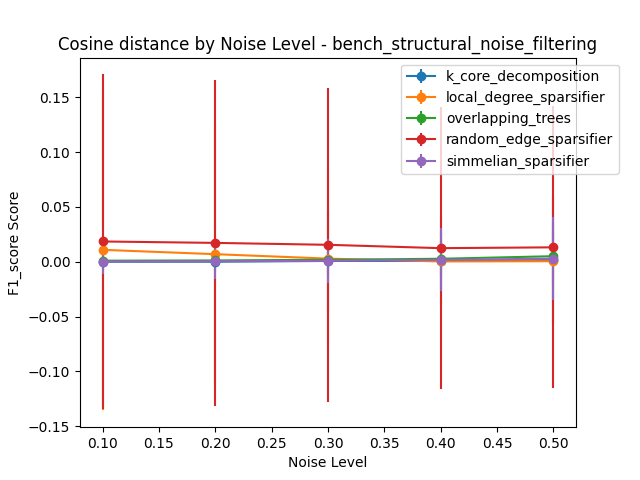 Cosine distance by Noise Level - bench_structural_noise_filtering
k_core_decomposition
local_degree_sparsifier
overlapping_trees
random_edge_sparsifier
simmelian_sparsifier
F1_score Score
0.15
0.10
0.05
0.00
−0.05
−0.10
−0.15
0.10
0.15
0.20
0.25
0.30
0.35
0.40
0.45
0.50
Noise Level